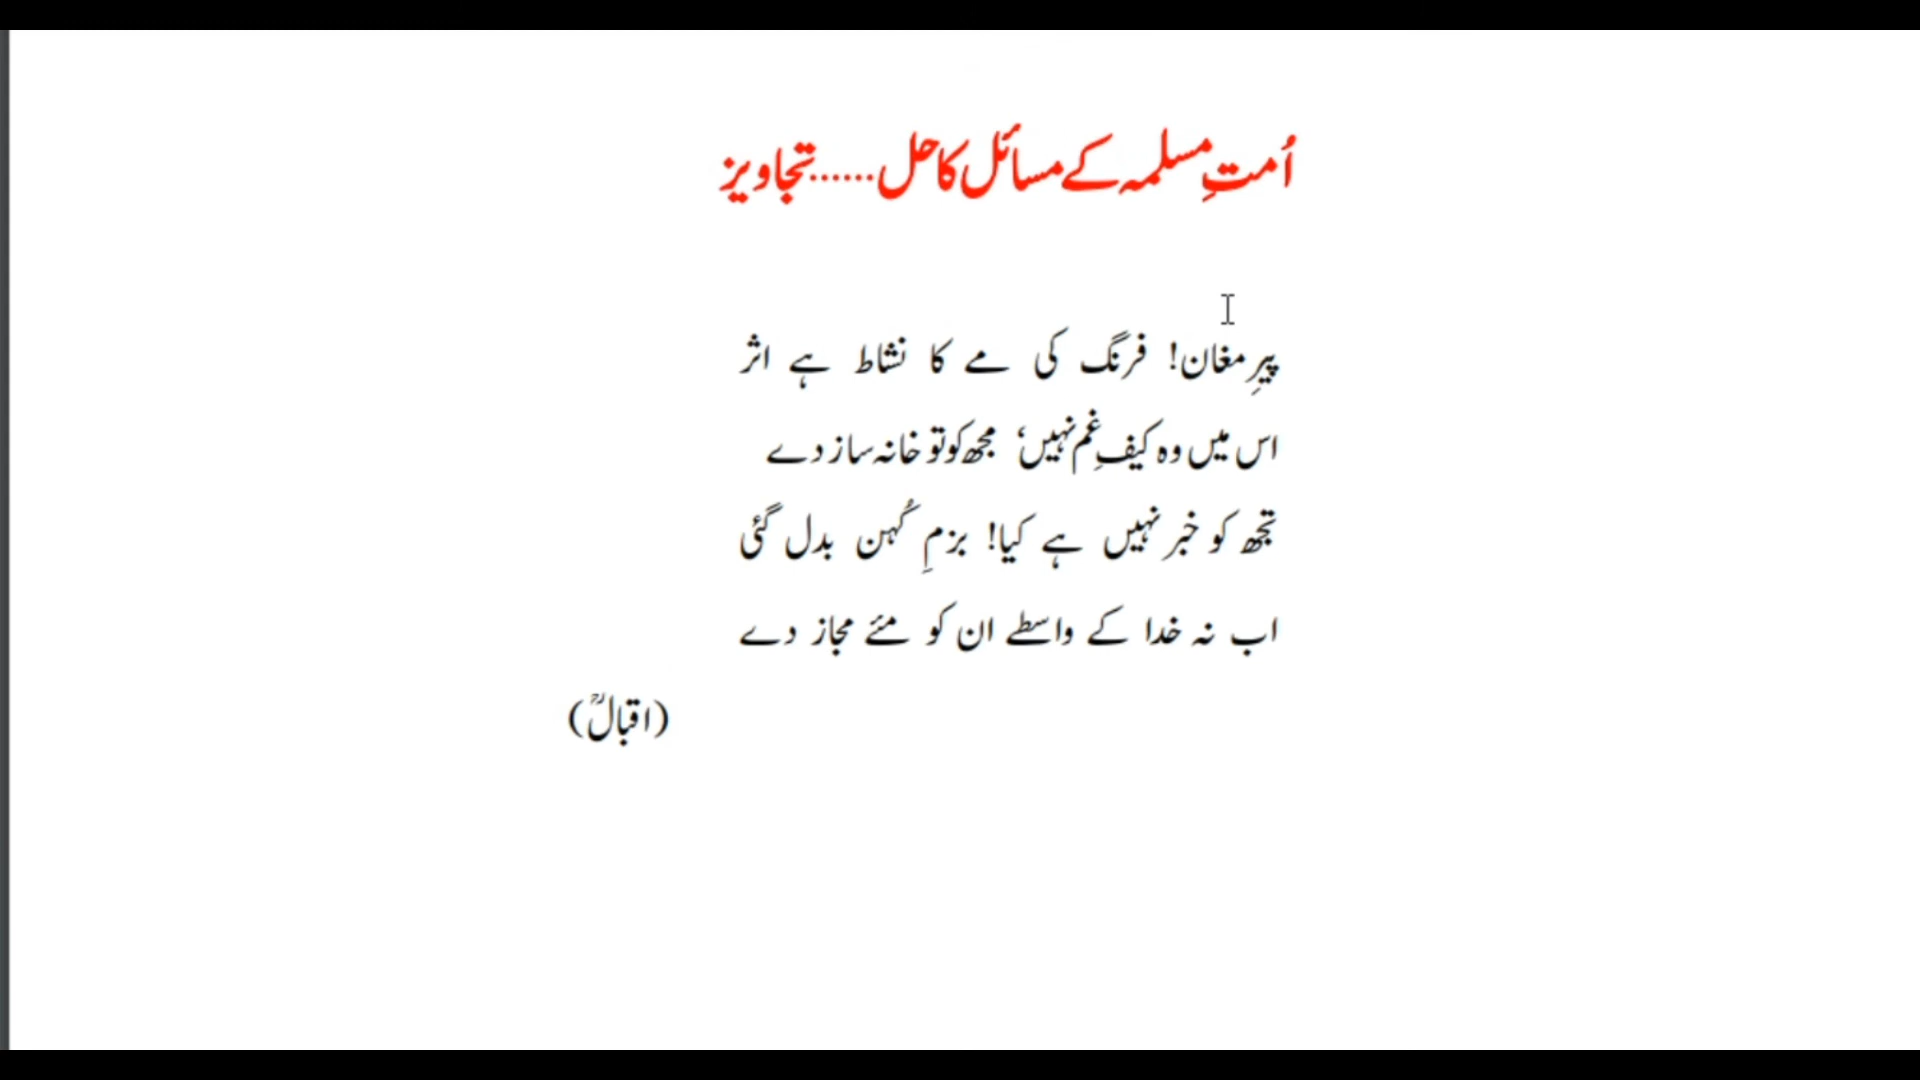 اُمتِ مسلمہ کے مسائل کا حل......تجاویز
پیرِ مغان! فرنگ کی مے کا نشاط ہے اثر
اس میں وہ کیفِ غم نہیں، مجھ کو تو خانہ ساز دے
تجھ کو خبر نہیں ہے کیا! بزمِ کُہن بدل گئی
اب نہ خدا کے واسطے ان کو مئے مجاز دے
(اقبالؒ)